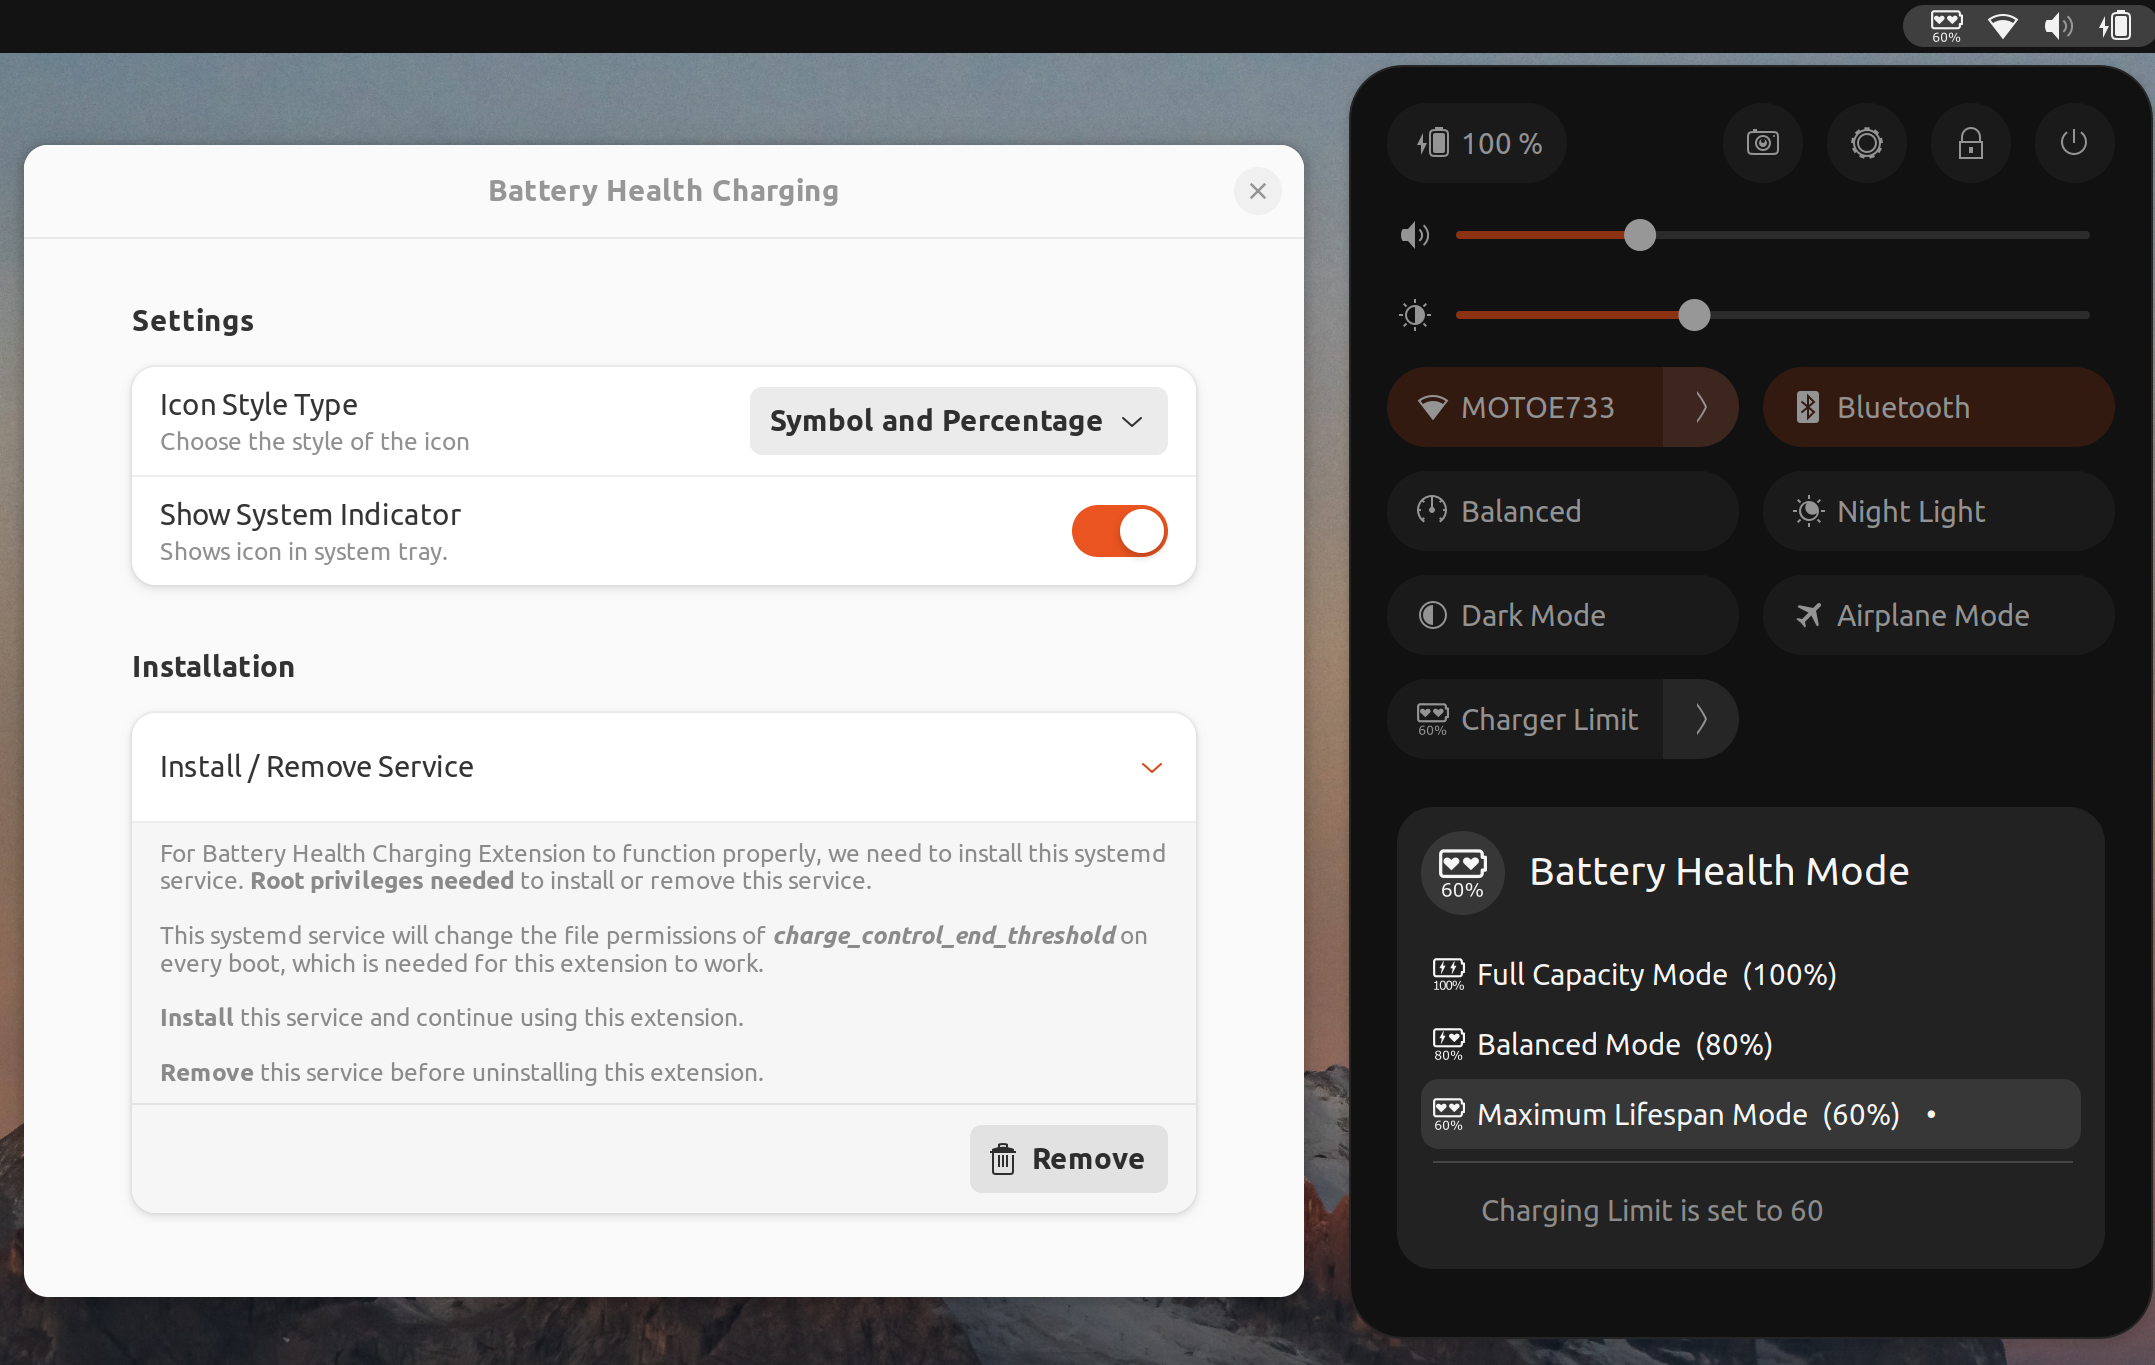 60%
Battery Health Charging
Settings
Icon Style Type
Choose the style of the icon
Symbol and Percentage
Show System Indicator
Shows icon in system tray.
Installation
Install / Remove Service
For Battery Health Charging Extension to function properly, we need to install this systemd
service. Root privileges needed to install or remove this service.
This systemd service will change the file permissions of charge_control_end_threshold on
every boot, which is needed for this extension to work.
Install this service and continue using this extension.
Remove this service before uninstalling this extension.
Remove
100 %
MOTOE733
Bluetooth
Balanced
Night Light
Dark Mode
Airplane Mode
60%
Charger Limit
60%
Battery Health Mode
100%
Full Capacity Mode (100%)
80%
Balanced Mode (80%)
60%
Maximum Lifespan Mode (60%) •
Charging Limit is set to 60